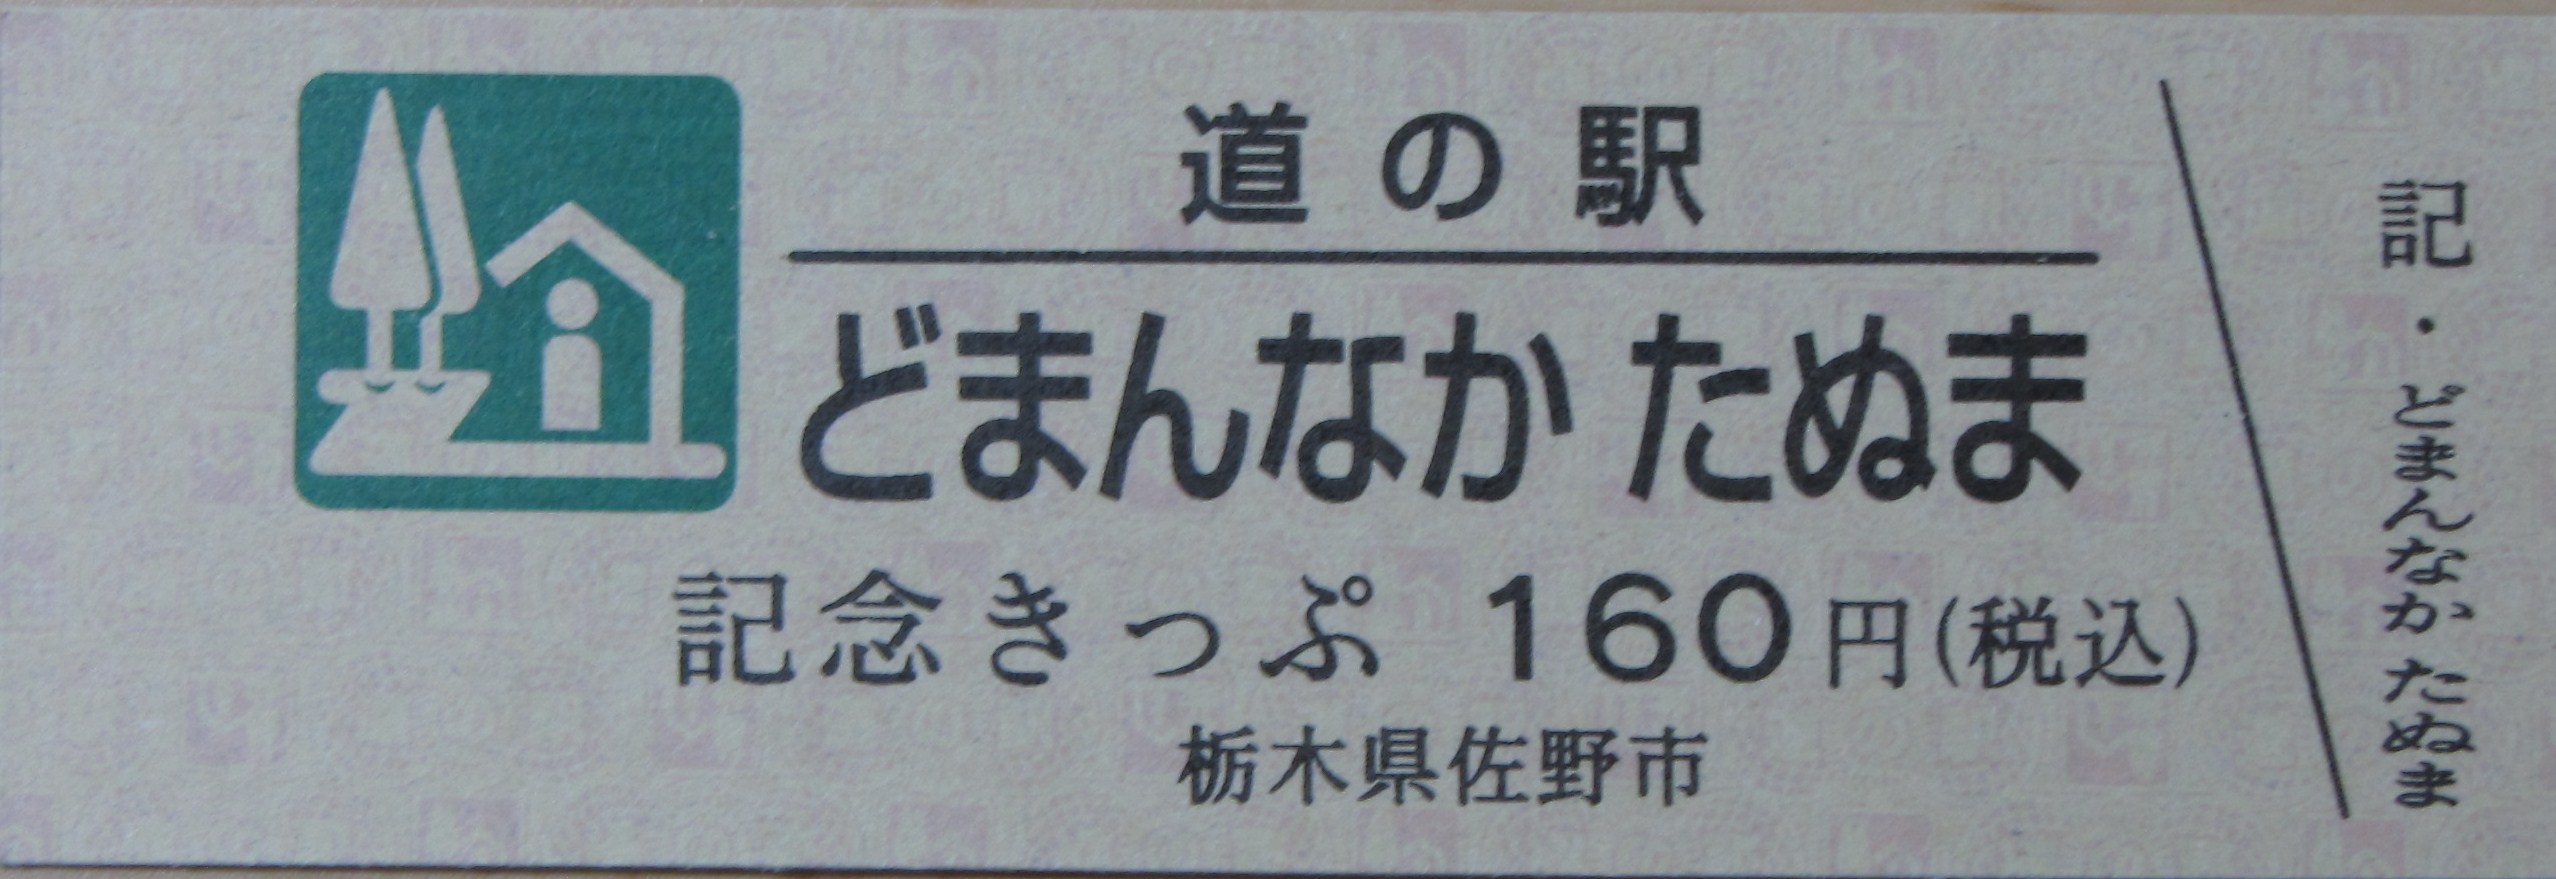 道の駅
どまんなか たぬま
記念きっぷ 160円(税込)
栃木県佐野市
記・どまんなか たぬま